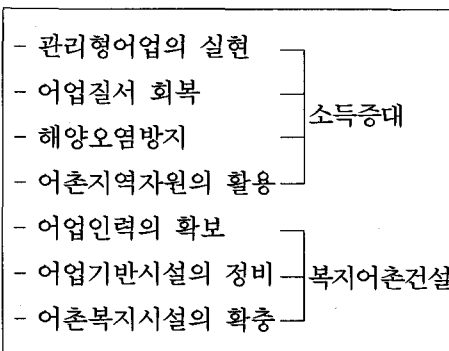 - 관리형어업의 실현
- 어업질서 회복
소득증대
- 해양오염방지
- 어촌지역자원의 활용
- 어업인력의 확보
- 어업기반시설의 정비
복지어촌건설
- 어촌복지시설의 확충